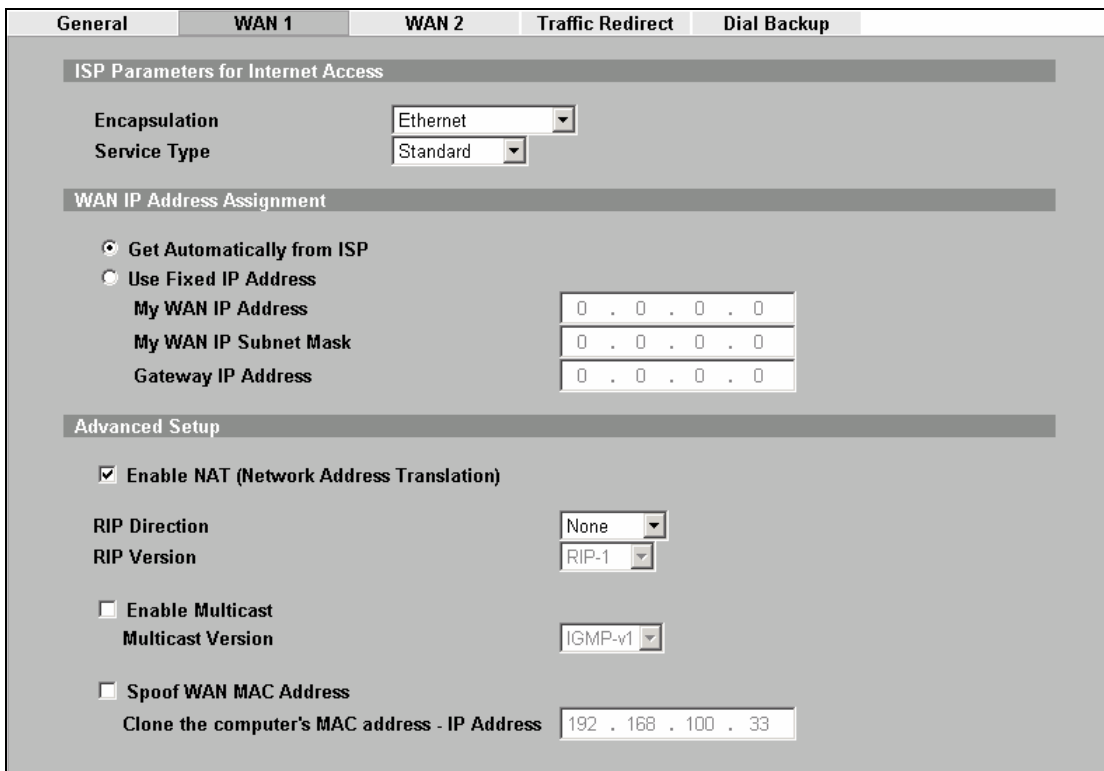 General WAN 1 WAN 2 Traffic Redirect Dial Backup
ISP Parameters for Internet Access
Encapsulation Ethernet
Service Type Standard
WAN IP Address Assignment
Get Automatically from ISP
Use Fixed IP Address
My WAN IP Address 0 . 0 . 0 . 0
My WAN IP Subnet Mask 0 . 0 . 0 . 0
Gateway IP Address 0 . 0 . 0 . 0
Advanced Setup
Enable NAT (Network Address Translation)
RIP Direction None
RIP Version RIP-1
Enable Multicast
Multicast Version IGMP-v1
Spoof WAN MAC Address
Clone the computer's MAC address - IP Address 192 . 168 . 100 . 33